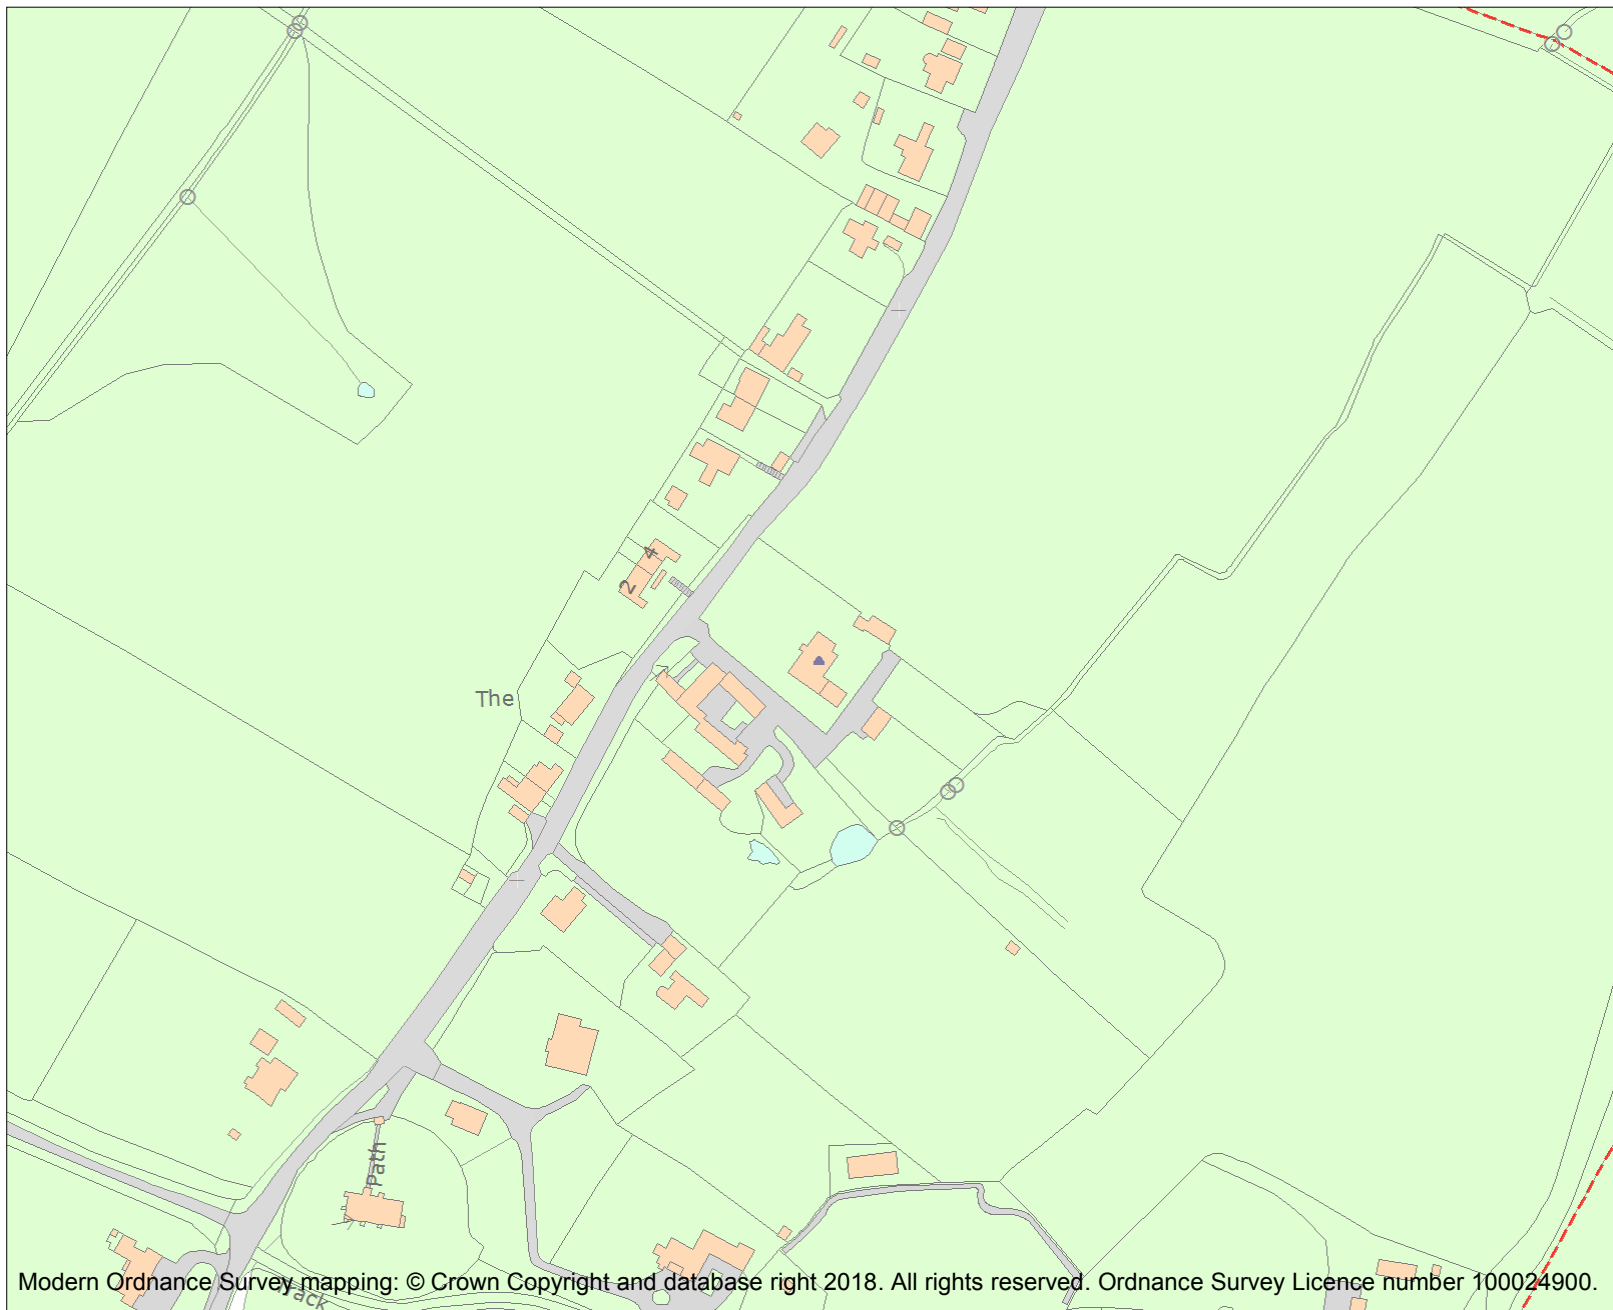 4
2
The
Path
Track
Modern Ordnance Survey mapping: © Crown Copyright and database right 2018. All rights reserved. Ordnance Survey Licence number 100024900.